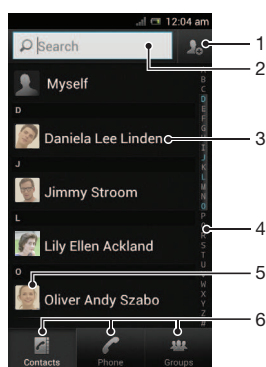 12:04 am
1
Search
2
Myself
D
Daniela Lee Linden
3
J
Jimmy Stroom
L
Lily Ellen Ackland
4
O
5
Oliver Andy Szabo
6
Contacts
Phone
Groups
A
B
C
D
E
F
G
H
I
J
K
L
M
N
O
P
Q
R
S
T
U
V
W
X
Y
Z
#